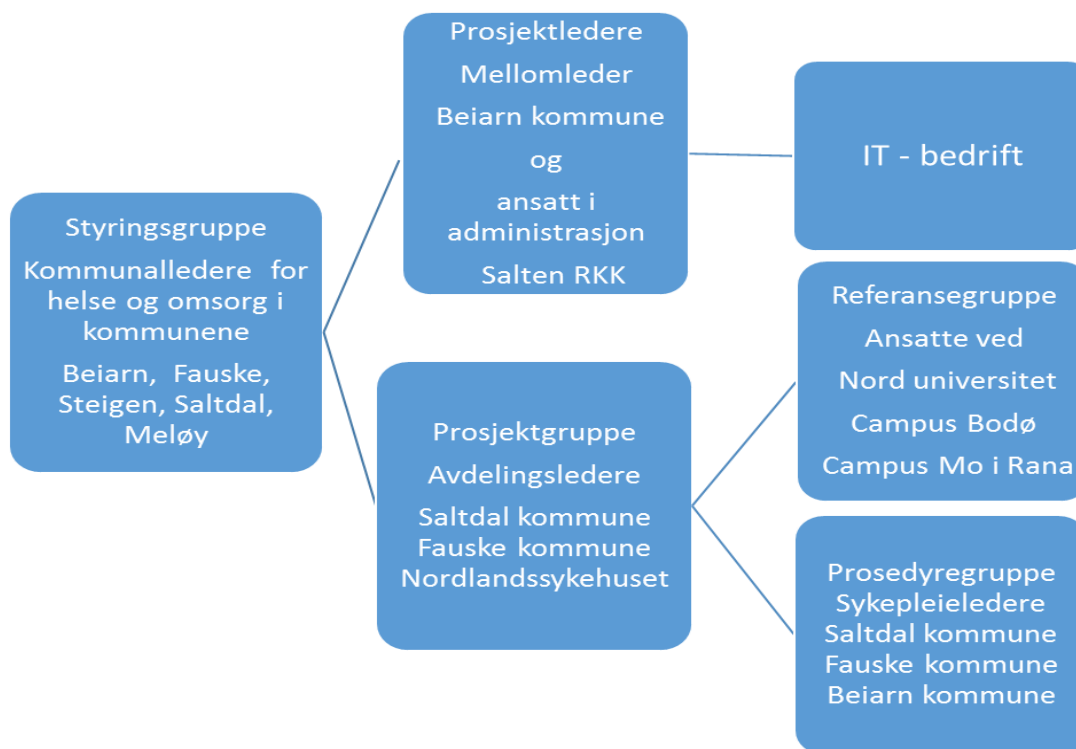 Styringsgruppe
Kommunalledere for
helse og omsorg i
kommunene
Beiarn, Fauske,
Steigen, Saltdal,
Meløy
Prosjektledere
Mellomleder
Beiarn kommune
og
ansatt i
administrasjon
Salten RKK
Prosjektgruppe
Avdelingsledere
Saltdal kommune
Fauske kommune
Nordlandssykehuset
IT - bedrift
Referansegruppe
Ansatte ved
Nord universitet
Campus Bodø
Campus Mo i Rana
Prosedyregruppe
Sykepleieledere
Saltdal kommune
Fauske kommune
Beiarn kommune